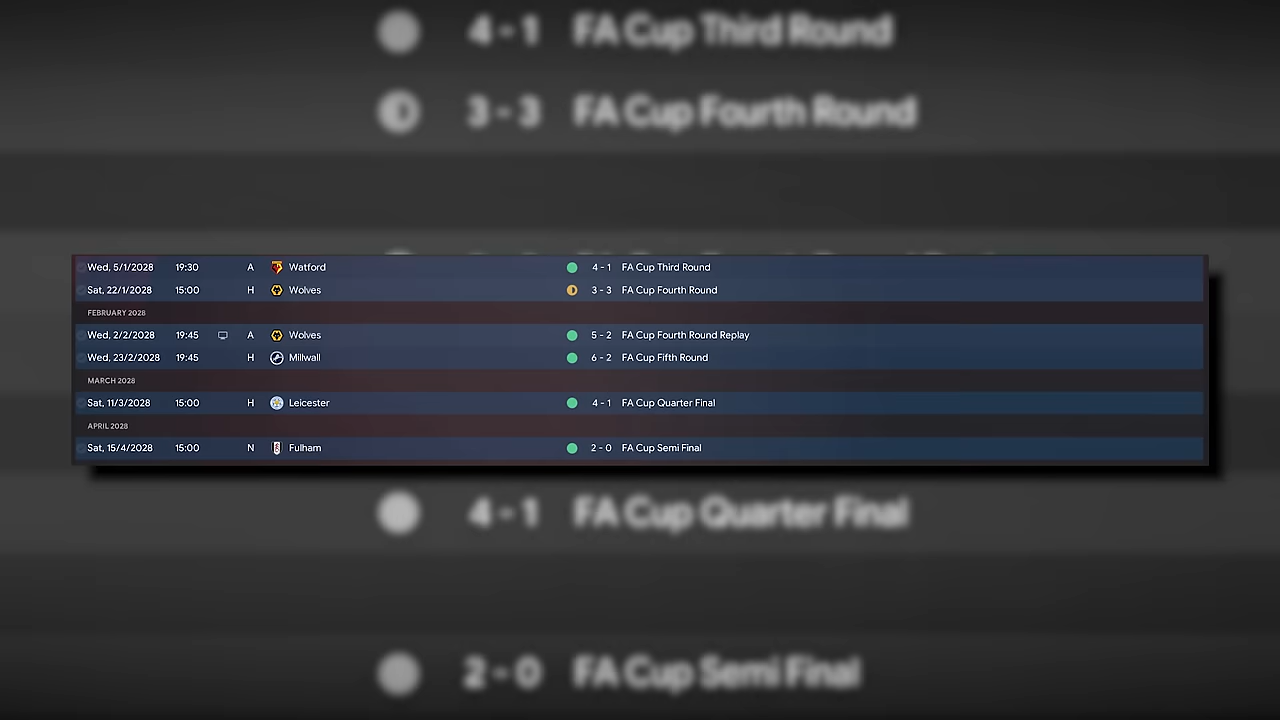 4 - 1 FA Cup Third Round
3 - 3 FA Cup Fourth Round
Wed, 5/1/2028 19:30 A Watford 4 - 1 FA Cup Third Round
Sat, 22/1/2028 15:00 H Wolves 3 - 3 FA Cup Fourth Round
FEBRUARY 2028
Wed, 2/2/2028 19:45 A Wolves 5 - 2 FA Cup Fourth Round Replay
Wed, 23/2/2028 19:45 H Millwall 6 - 2 FA Cup Fifth Round
MARCH 2028
Sat, 11/3/2028 15:00 H Leicester 4 - 1 FA Cup Quarter Final
APRIL 2028
Sat, 15/4/2028 15:00 N Fulham 2 - 0 FA Cup Semi Final
4 - 1 FA Cup Quarter Final
2 - 0 FA Cup Semi Final